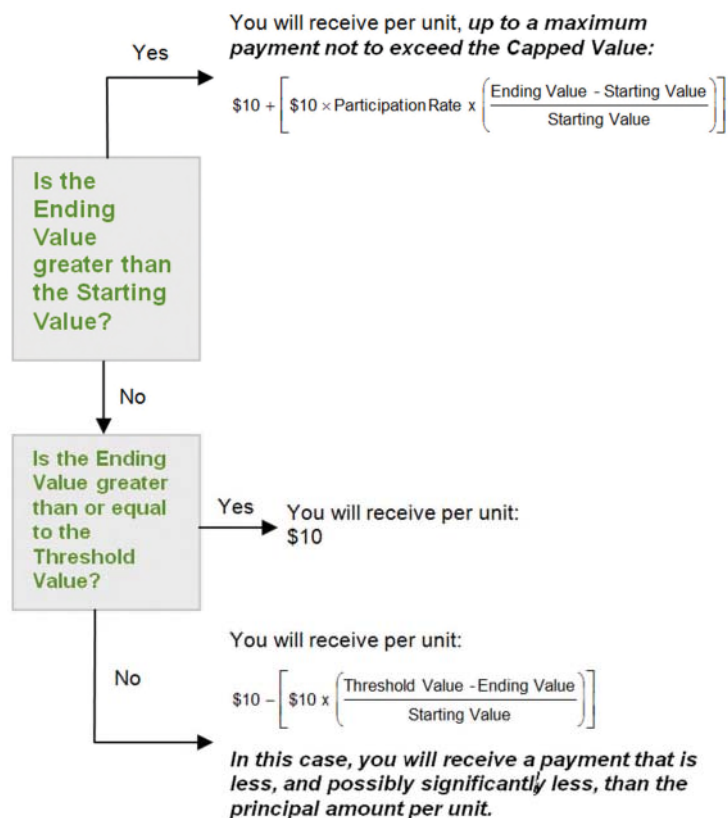 You will receive per unit, up to a maximum
payment not to exceed the Capped Value:
Yes
$10 + [ $10 × Participation Rate x ( Ending Value - Starting Value / Starting Value ) ]
Is the
Ending
Value
greater than
the Starting
Value?
No
Is the Ending
Value greater
than or equal
to the
Threshold
Value?
Yes
You will receive per unit:
$10
No
You will receive per unit:
$10 – [ $10 x ( Threshold Value - Ending Value / Starting Value ) ]
In this case, you will receive a payment that is
less, and possibly significantly less, than the
principal amount per unit.